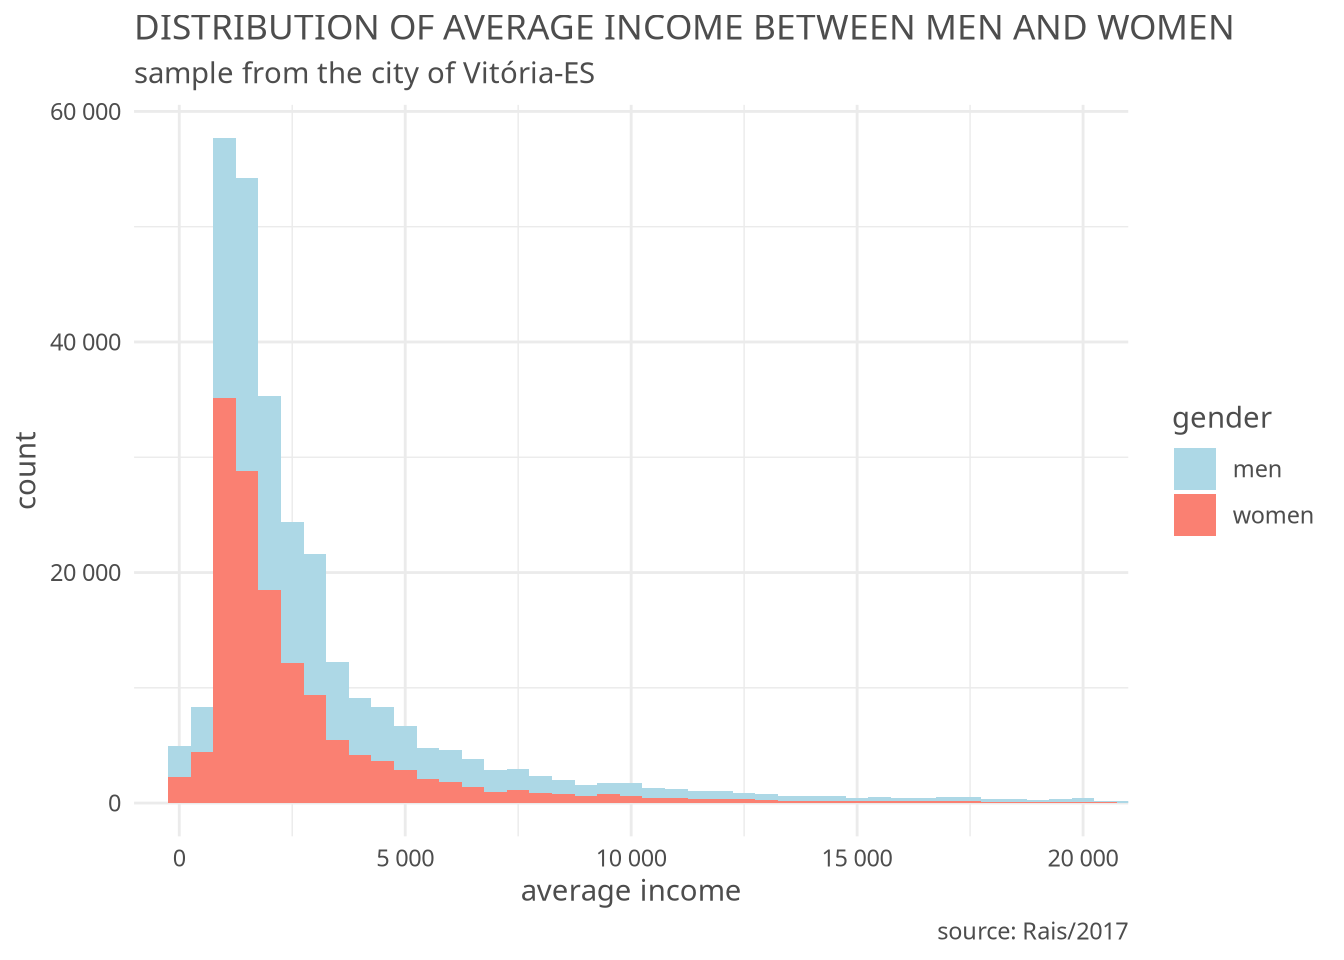 DISTRIBUTION OF AVERAGE INCOME BETWEEN MEN AND WOMEN
sample from the city of Vitória-ES
60 000
40 000
20 000
0
count
0 5 000 10 000 15 000 20 000
average income
gender
men
women
source: Rais/2017